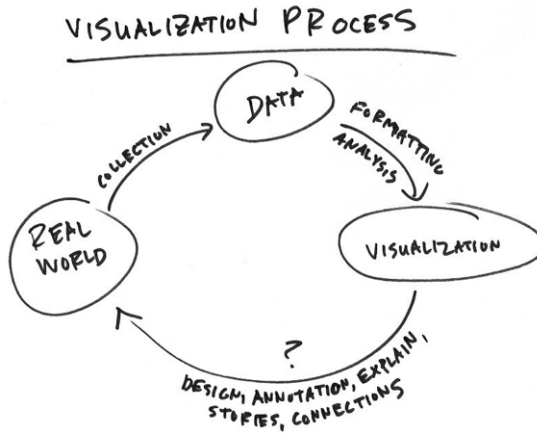 VISUALIZATION PROCESS
DATA
COLLECTION
FORMATTING
ANALYSIS
REAL
WORLD
VISUALIZATION
?
DESIGN, ANNOTATION, EXPLAIN,
STORIES, CONNECTIONS